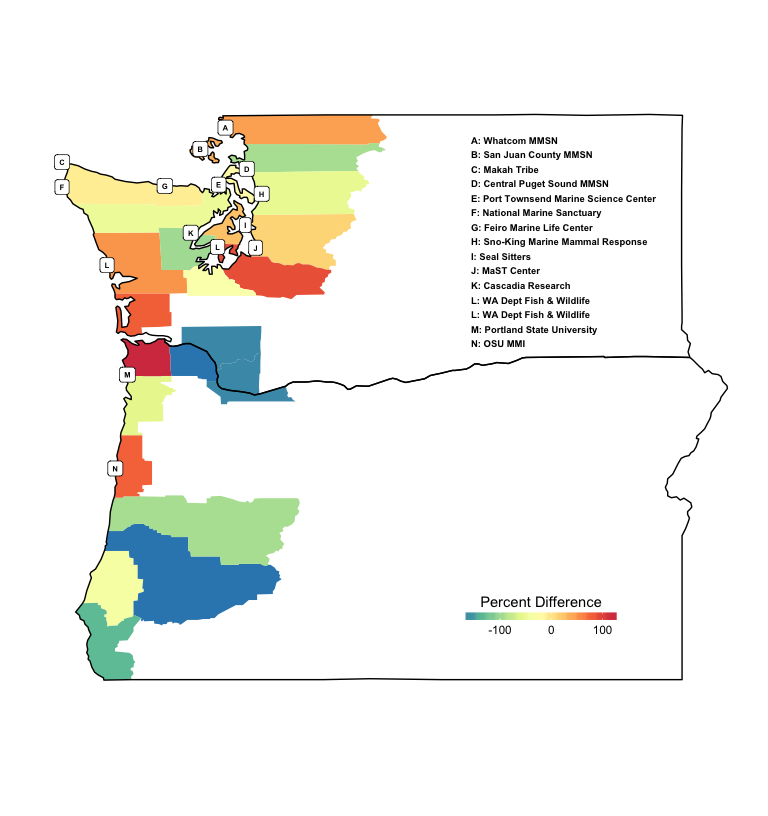 A
A: Whatcom MMSN
B
B: San Juan County MMSN
C
C: Makah Tribe
D
D: Central Puget Sound MMSN
E
E: Port Townsend Marine Science Center
F
F: National Marine Sanctuary
G
G: Feiro Marine Life Center
H
H: Sno-King Marine Mammal Response
I
I: Seal Sitters
K
J
J: MaST Center
L
L
K: Cascadia Research
L: WA Dept Fish & Wildlife
L: WA Dept Fish & Wildlife
M: Portland State University
N: OSU MMI
M
N
Percent Difference
-100 0 100